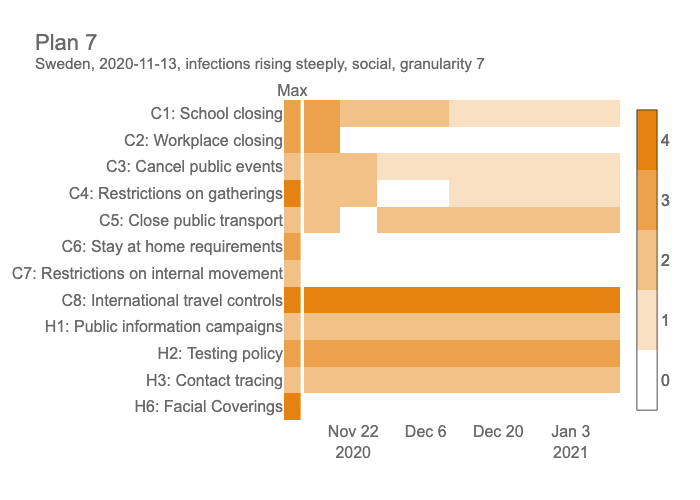 Plan 7
Sweden, 2020-11-13, infections rising steeply, social, granularity 7
Max
C1: School closing
C2: Workplace closing
C3: Cancel public events
C4: Restrictions on gatherings
C5: Close public transport
C6: Stay at home requirements
C7: Restrictions on internal movement
C8: International travel controls
H1: Public information campaigns
H2: Testing policy
H3: Contact tracing
H6: Facial Coverings
4
3
2
1
0
Nov 22 Dec 6 Dec 20 Jan 3
2020 2021